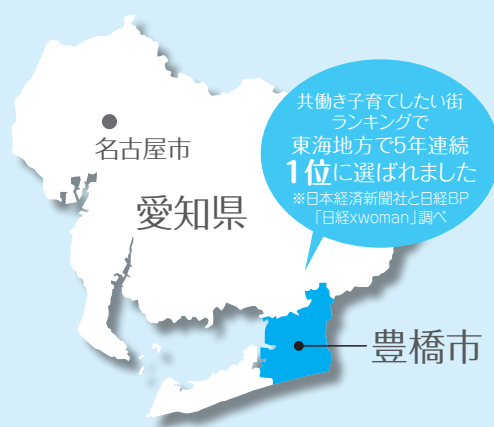 共働き子育てしたい街
ランキングで
東海地方で5年連続
1位に選ばれました
※日本経済新聞社と日経BP
「日経xwoman」調べ
名古屋市
愛知県
豊橋市